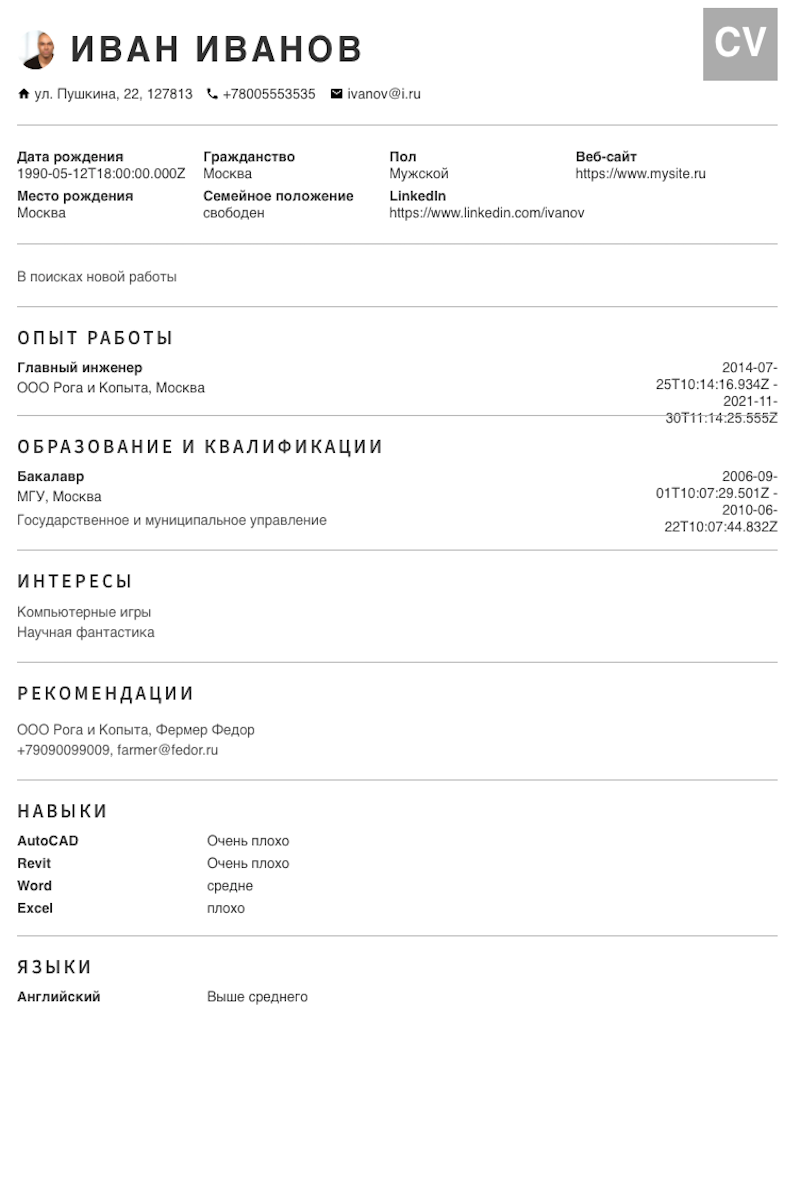 ИВАН ИВАНОВ
CV
ул. Пушкина, 22, 127813 +78005553535 ivanov@i.ru
Дата рождения Гражданство Пол Веб-сайт
1990-05-12T18:00:00.000Z Москва Мужской https://www.mysite.ru
Место рождения Семейное положение LinkedIn
Москва свободен https://www.linkedin.com/ivanov
В поисках новой работы
ОПЫТ РАБОТЫ
Главный инженер 2014-07-
ООО Рога и Копыта, Москва 25T10:14:16.934Z -
2021-11-
30T11:14:25.555Z
ОБРАЗОВАНИЕ И КВАЛИФИКАЦИИ
Бакалавр 2006-09-
МГУ, Москва 01T10:07:29.501Z -
2010-06-
Государственное и муниципальное управление 22T10:07:44.832Z
ИНТЕРЕСЫ
Компьютерные игры
Научная фантастика
РЕКОМЕНДАЦИИ
ООО Рога и Копыта, Фермер Федор
+79090099009, farmer@fedor.ru
НАВЫКИ
AutoCAD Очень плохо
Revit Очень плохо
Word средне
Excel плохо
ЯЗЫКИ
Английский Выше среднего